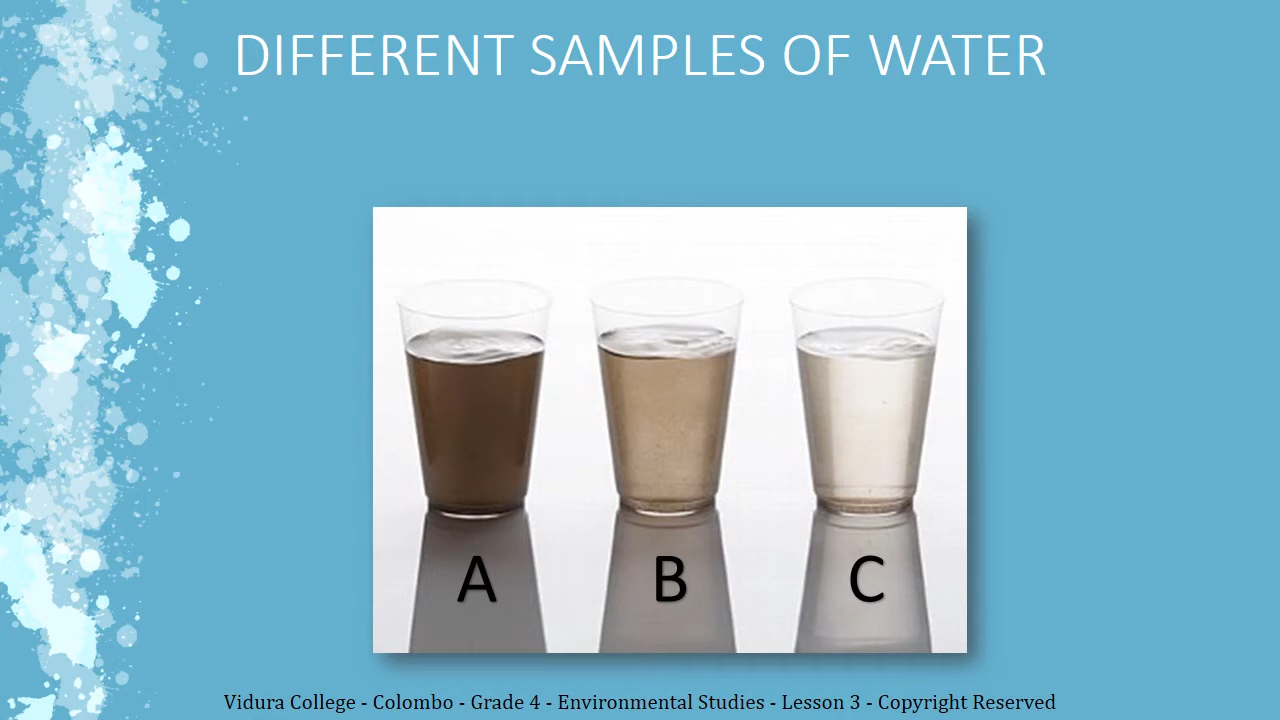 DIFFERENT SAMPLES OF WATER
A B C
Vidura College - Colombo - Grade 4 - Environmental Studies - Lesson 3 - Copyright Reserved